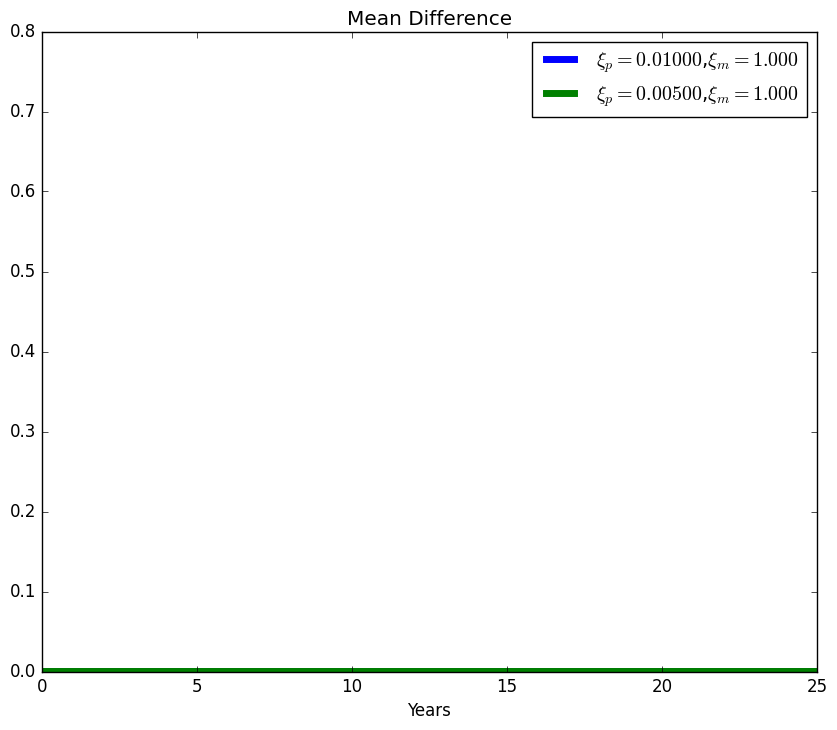 Mean Difference
0.8
0.7
0.6
0.5
0.4
0.3
0.2
0.1
0.0
ξp = 0.01000,ξm = 1.000
ξp = 0.00500,ξm = 1.000
0 5 10 15 20 25
Years